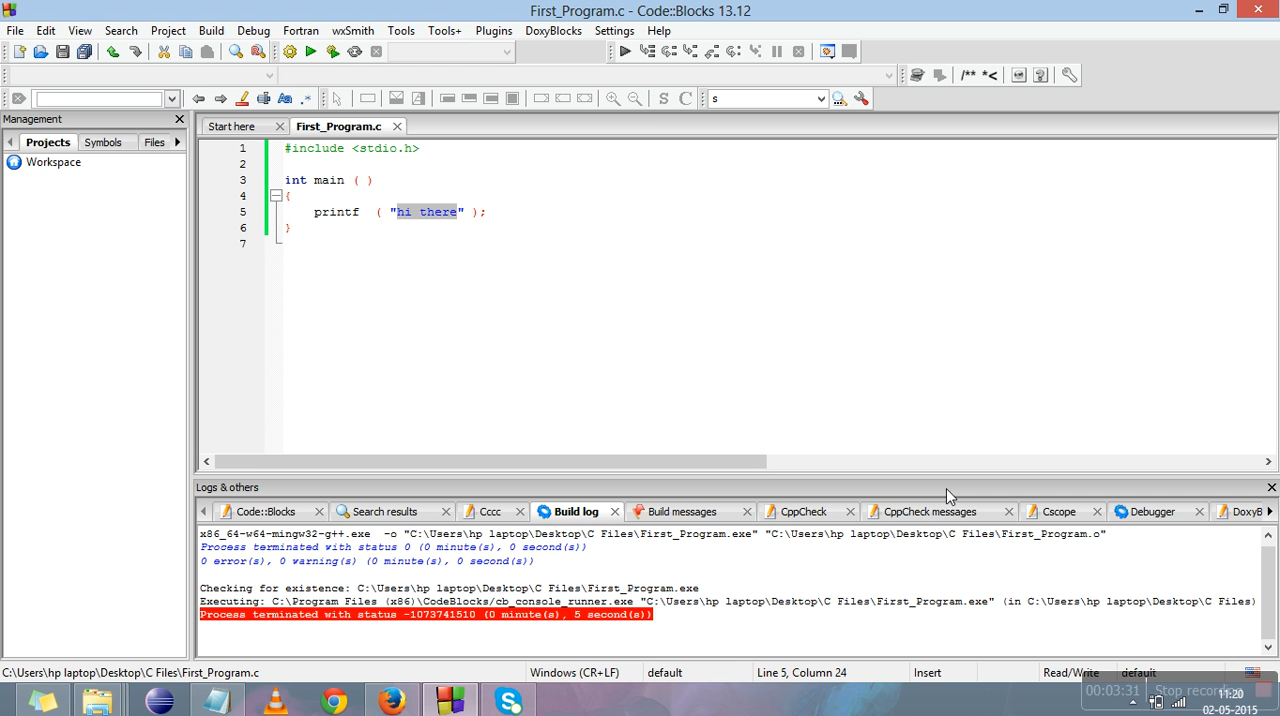 First_Program.c - Code::Blocks 13.12
File Edit View Search Project Build Debug Fortran wxSmith Tools Tools+ Plugins DoxyBlocks Settings Help
/** *<
Aa .* S C s
Management
Projects Symbols Files
Workspace
Start here First_Program.c
1 #include <stdio.h>
2
3 int main ( )
4 {
5 printf ( "hi there" );
6 }
7
Logs & others
Code::Blocks Search results Cccc Build log Build messages CppCheck CppCheck messages Cscope Debugger DoxyB
x86_64-w64-mingw32-g++.exe -o "C:\Users\hp laptop\Desktop\C Files\First_Program.exe" "C:\Users\hp laptop\Desktop\C Files\First_Program.o"
Process terminated with status 0 (0 minute(s), 0 second(s))
0 error(s), 0 warning(s) (0 minute(s), 0 second(s))
Checking for existence: C:\Users\hp laptop\Desktop\C Files\First_Program.exe
Executing: C:\Program Files (x86)\CodeBlocks/cb_console_runner.exe "C:\Users\hp laptop\Desktop\C Files\First_Program.exe" (in C:\Users\hp laptop\Desktop\C Files)
Process terminated with status -1073741510 (0 minute(s), 5 second(s))
C:\Users\hp laptop\Desktop\C Files\First_Program.c Windows (CR+LF) default Line 5, Column 24 Insert Read/Write default
00:03:31 Stop recording
11:20
02-05-2015